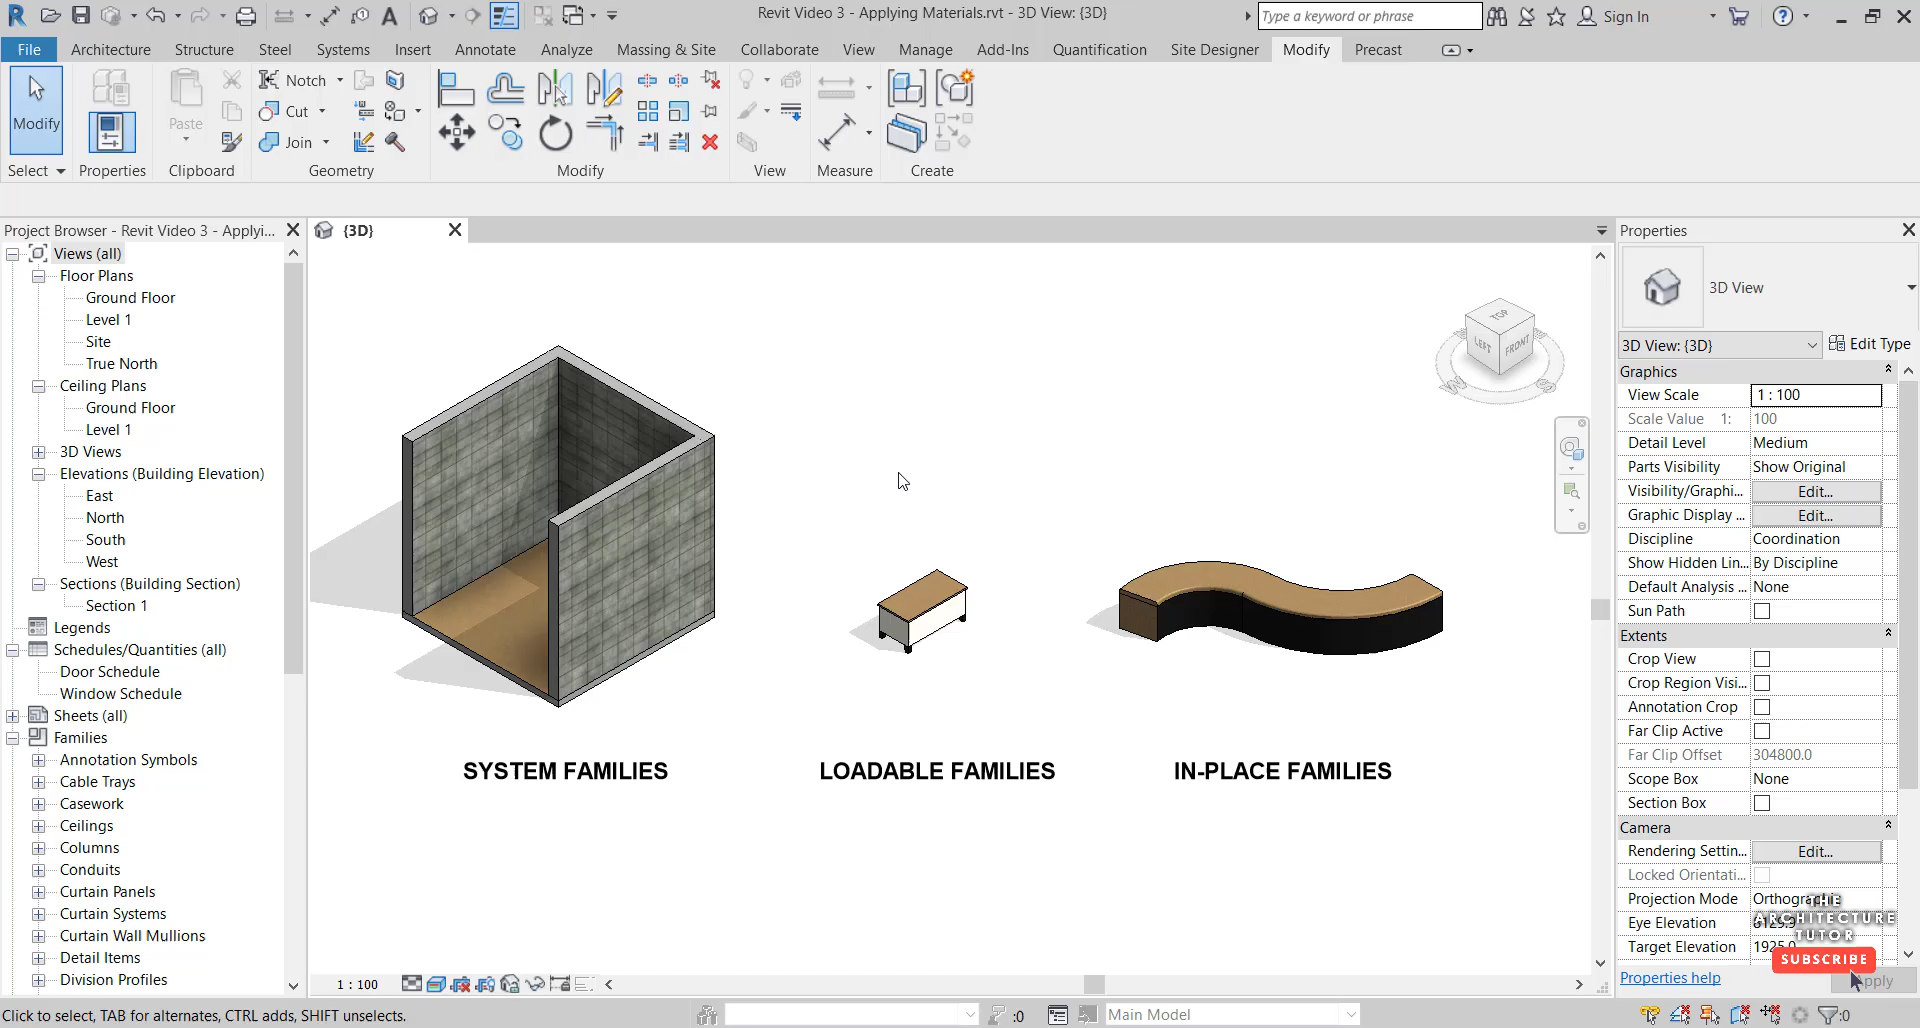 Revit Video 3 - Applying Materials.rvt - 3D View: {3D}
Type a keyword or phrase
Sign In
File Architecture Structure Steel Systems Insert Annotate Analyze Massing & Site Collaborate View Manage Add-Ins Quantification Site Designer Modify Precast
Modify
Paste
Notch
Cut
Join
Select Properties Clipboard Geometry Modify View Measure Create
Project Browser - Revit Video 3 - Applyi...
Views (all)
Floor Plans
Ground Floor
Level 1
Site
True North
Ceiling Plans
Ground Floor
Level 1
3D Views
Elevations (Building Elevation)
East
North
South
West
Sections (Building Section)
Section 1
Legends
Schedules/Quantities (all)
Door Schedule
Window Schedule
Sheets (all)
Families
Annotation Symbols
Cable Trays
Casework
Ceilings
Columns
Conduits
Curtain Panels
Curtain Systems
Curtain Wall Mullions
Detail Items
Division Profiles
{3D}
TOP
LEFT FRONT
W S
SYSTEM FAMILIES
LOADABLE FAMILIES
IN-PLACE FAMILIES
1 : 100
Properties
3D View
3D View: {3D} Edit Type
Graphics
View Scale 1 : 100
Scale Value 1: 100
Detail Level Medium
Parts Visibility Show Original
Visibility/Graphi... Edit...
Graphic Display ... Edit...
Discipline Coordination
Show Hidden Lin... By Discipline
Default Analysis ... None
Sun Path
Extents
Crop View
Crop Region Visi...
Annotation Crop
Far Clip Active
Far Clip Offset 304800.0
Scope Box None
Section Box
Camera
Rendering Settin... Edit...
Locked Orientati...
Projection Mode Orthographic
Eye Elevation
Target Elevation
THE
ARCHITECTURE
TUTOR
SUBSCRIBE
Properties help Apply
Click to select, TAB for alternates, CTRL adds, SHIFT unselects.
:0
Main Model
:0